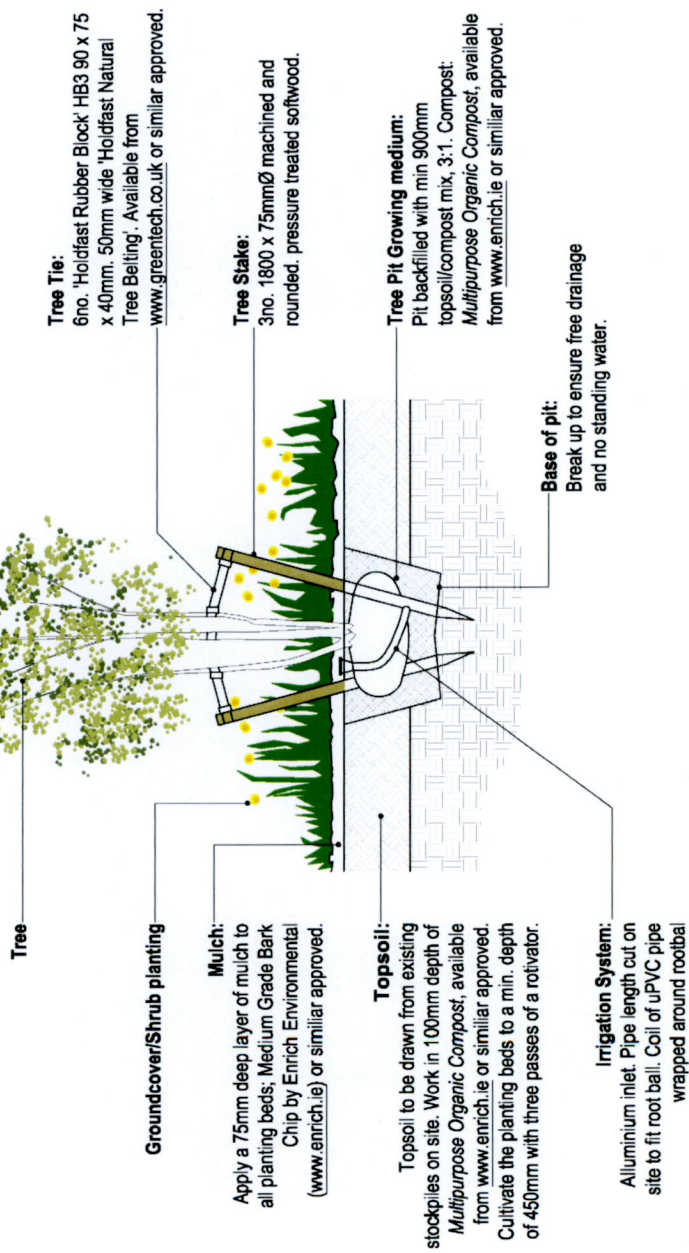 Tree
Groundcover/Shrub planting
Mulch:
Apply a 75mm deep layer of mulch to
all planting beds; Medium Grade Bark
Chip by Enrich Environmental
(www.enrich.ie) or similiar approved.
Topsoil:
Topsoil to be drawn from existing
stockpiles on site. Work in 100mm depth of
Multipurpose Organic Compost, available
from www.enrich.ie or similiar approved.
Cultivate the planting beds to a min. depth
of 450mm with three passes of a rotivator.
Irrigation System:
Alluminium inlet. Pipe length cut on
site to fit root ball. Coil of uPVC pipe
wrapped around rootbal
Tree Tie:
6no. 'Holdfast Rubber Block' HB3 90 x 75
x 40mm. 50mm wide 'Holdfast Natural
Tree Belting'. Available from
www.greentech.co.uk or similiar approved.
Tree Stake:
3no. 1800 x 75mmØ machined and
rounded. pressure treated softwood.
Tree Pit Growing medium:
Pit backfilled with min 900mm
topsoil/compost mix, 3:1. Compost:
Multipurpose Organic Compost, available
from www.enrich.ie or similliar approved.
Base of pit:
Break up to ensure free drainage
and no standing water.